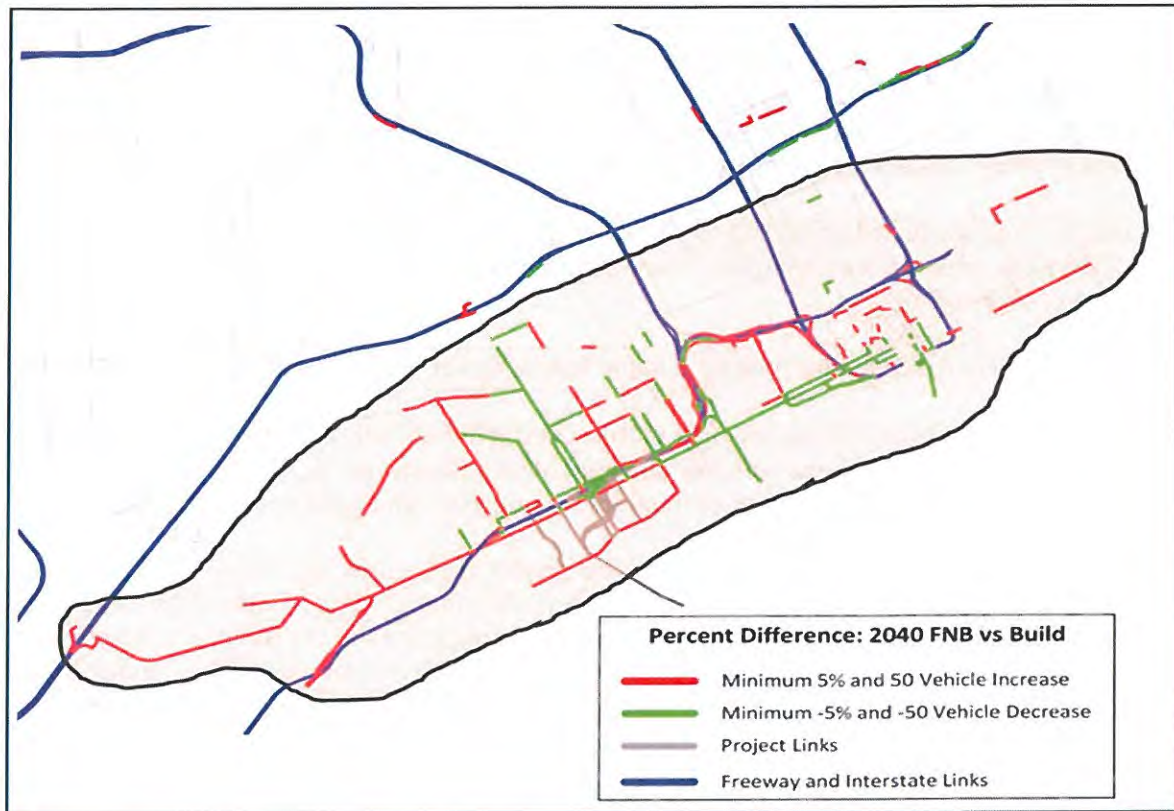 Percent Difference: 2040 FNB vs Build
Minimum 5% and 50 Vehicle Increase
Minimum -5% and -50 Vehicle Decrease
Project Links
Freeway and Interstate Links